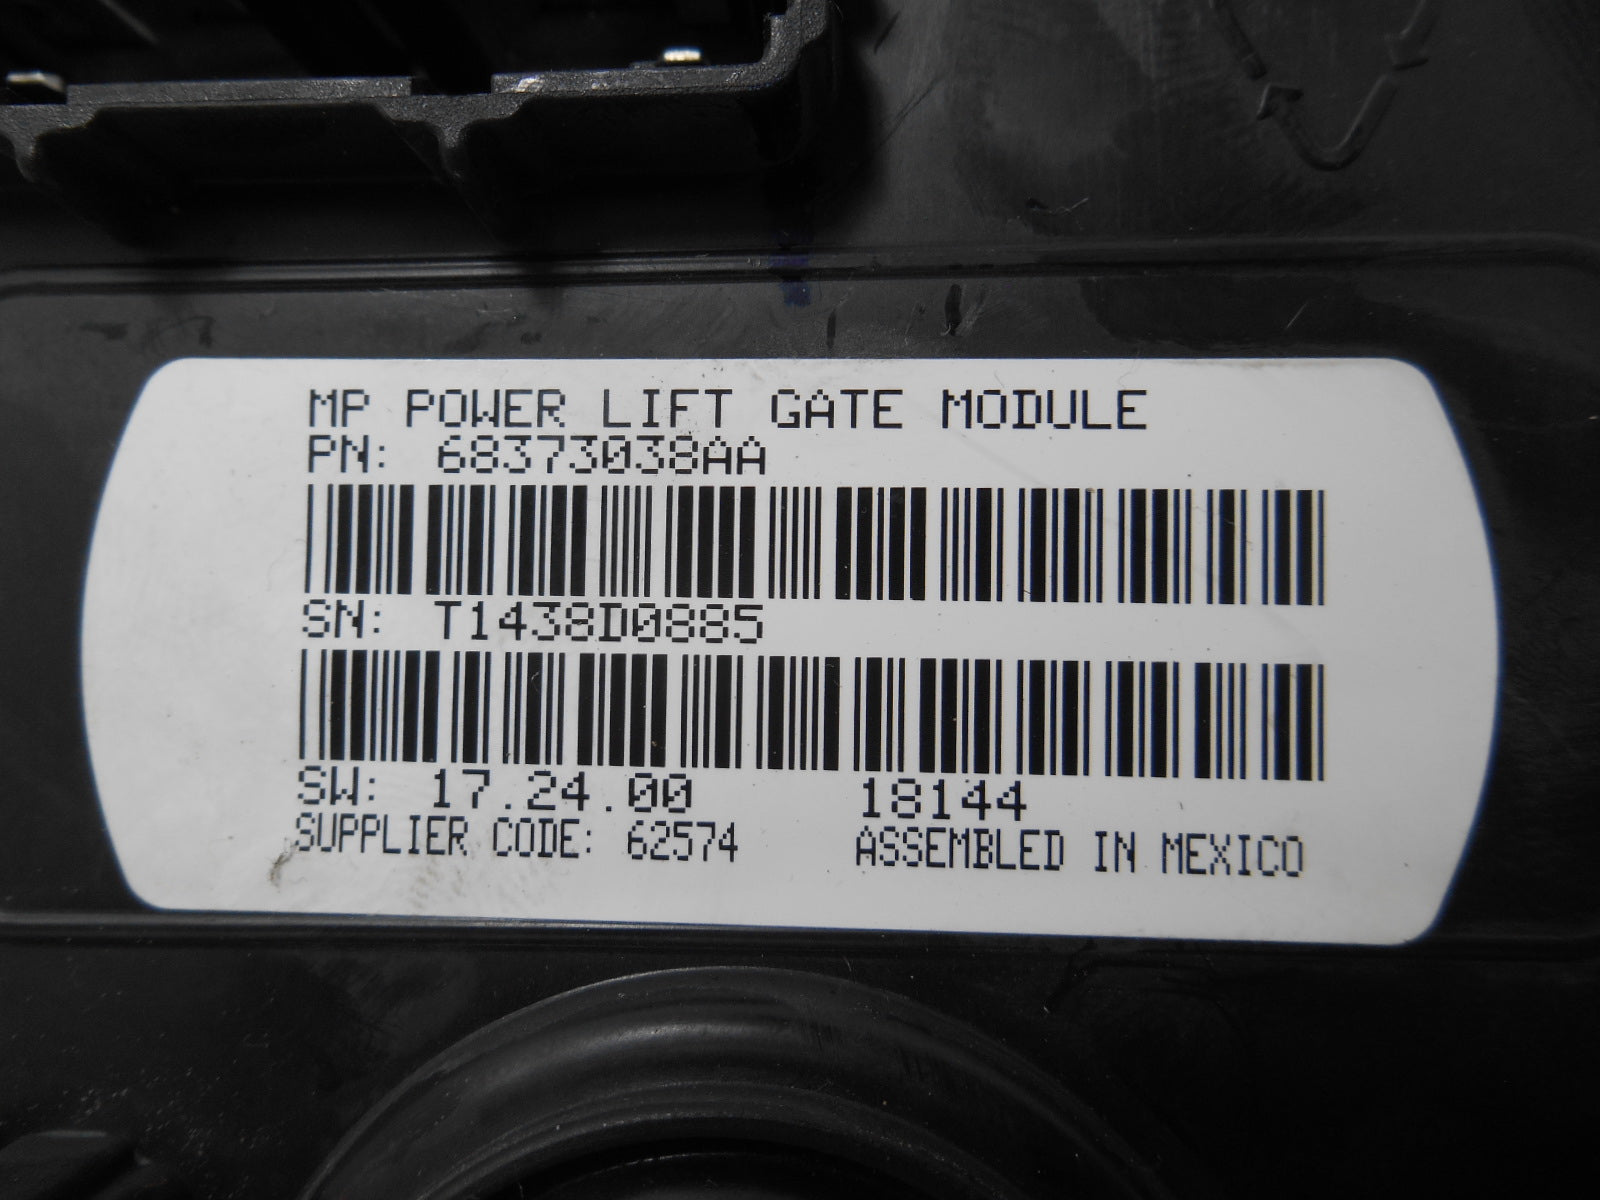 MP POWER LIFT GATE MODULE
PN: 68373038AA
SN: T1438D0885
SW: 17.24.00 18144
SUPPLIER CODE: 62574 ASSEMBLED IN MEXICO